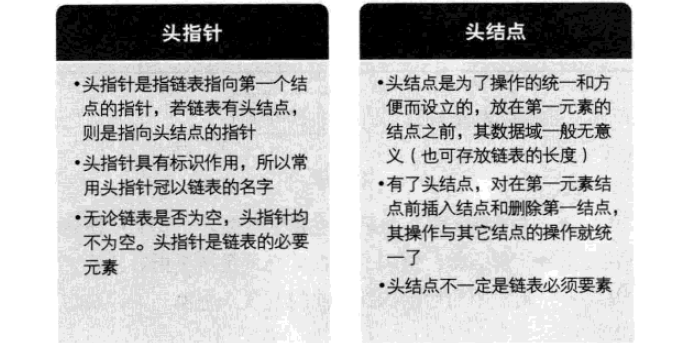 头指针
•头指针是指链表指向第一个结
点的指针，若链表有头结点，
则是指向头结点的指针
•头指针具有标识作用，所以常
用头指针冠以链表的名字
•无论链表是否为空，头指针均
不为空。头指针是链表的必要
元素
头结点
•头结点是为了操作的统一和方
便而设立的，放在第一元素的
结点之前，其数据域一般无意
义（也可存放链表的长度）
•有了头结点，对在第一元素结
点前插入结点和删除第一结点，
其操作与其它结点的操作就统
一了
•头结点不一定是链表必须要素